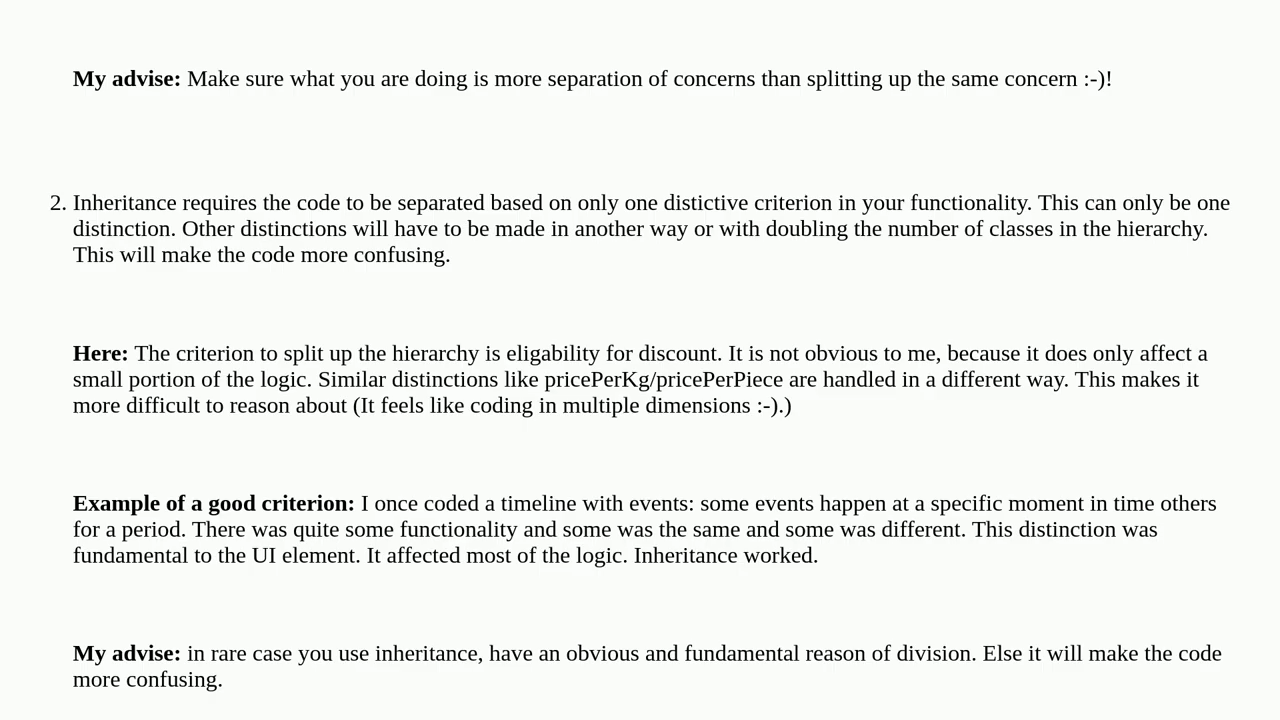 My advise: Make sure what you are doing is more separation of concerns than splitting up the same concern :-)!
2. Inheritance requires the code to be separated based on only one distictive criterion in your functionality. This can only be one
distinction. Other distinctions will have to be made in another way or with doubling the number of classes in the hierarchy.
This will make the code more confusing.
Here: The criterion to split up the hierarchy is eligability for discount. It is not obvious to me, because it does only affect a
small portion of the logic. Similar distinctions like pricePerKg/pricePerPiece are handled in a different way. This makes it
more difficult to reason about (It feels like coding in multiple dimensions :-).)
Example of a good criterion: I once coded a timeline with events: some events happen at a specific moment in time others
for a period. There was quite some functionality and some was the same and some was different. This distinction was
fundamental to the UI element. It affected most of the logic. Inheritance worked.
My advise: in rare case you use inheritance, have an obvious and fundamental reason of division. Else it will make the code
more confusing.